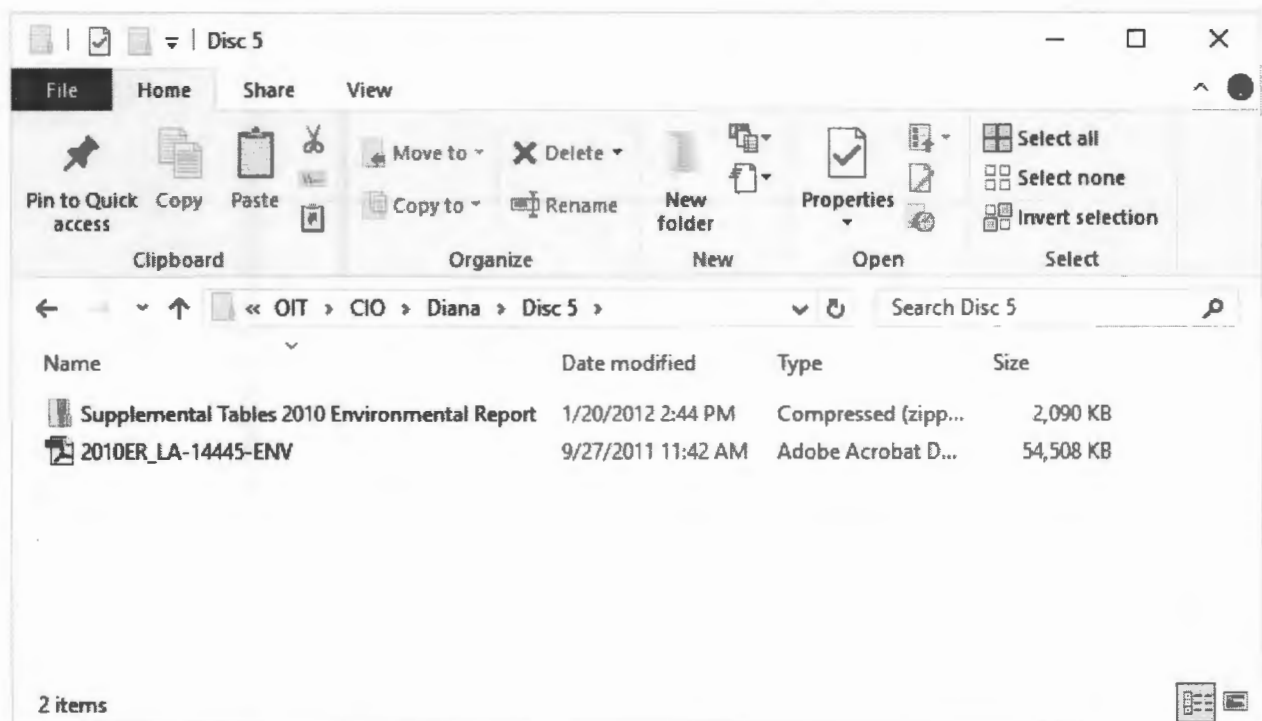 Disc 5
File Home Share View
Pin to Quick access
Copy
Paste
Move to
Copy to
Delete
Rename
New folder
Properties
Select all
Select none
Invert selection
Clipboard Organize New Open Select
« OIT > CIO > Diana > Disc 5 >
Search Disc 5
Name Date modified Type Size
Supplemental Tables 2010 Environmental Report 1/20/2012 2:44 PM Compressed (zipp... 2,090 KB
2010ER_LA-14445-ENV 9/27/2011 11:42 AM Adobe Acrobat D... 54,508 KB
2 items